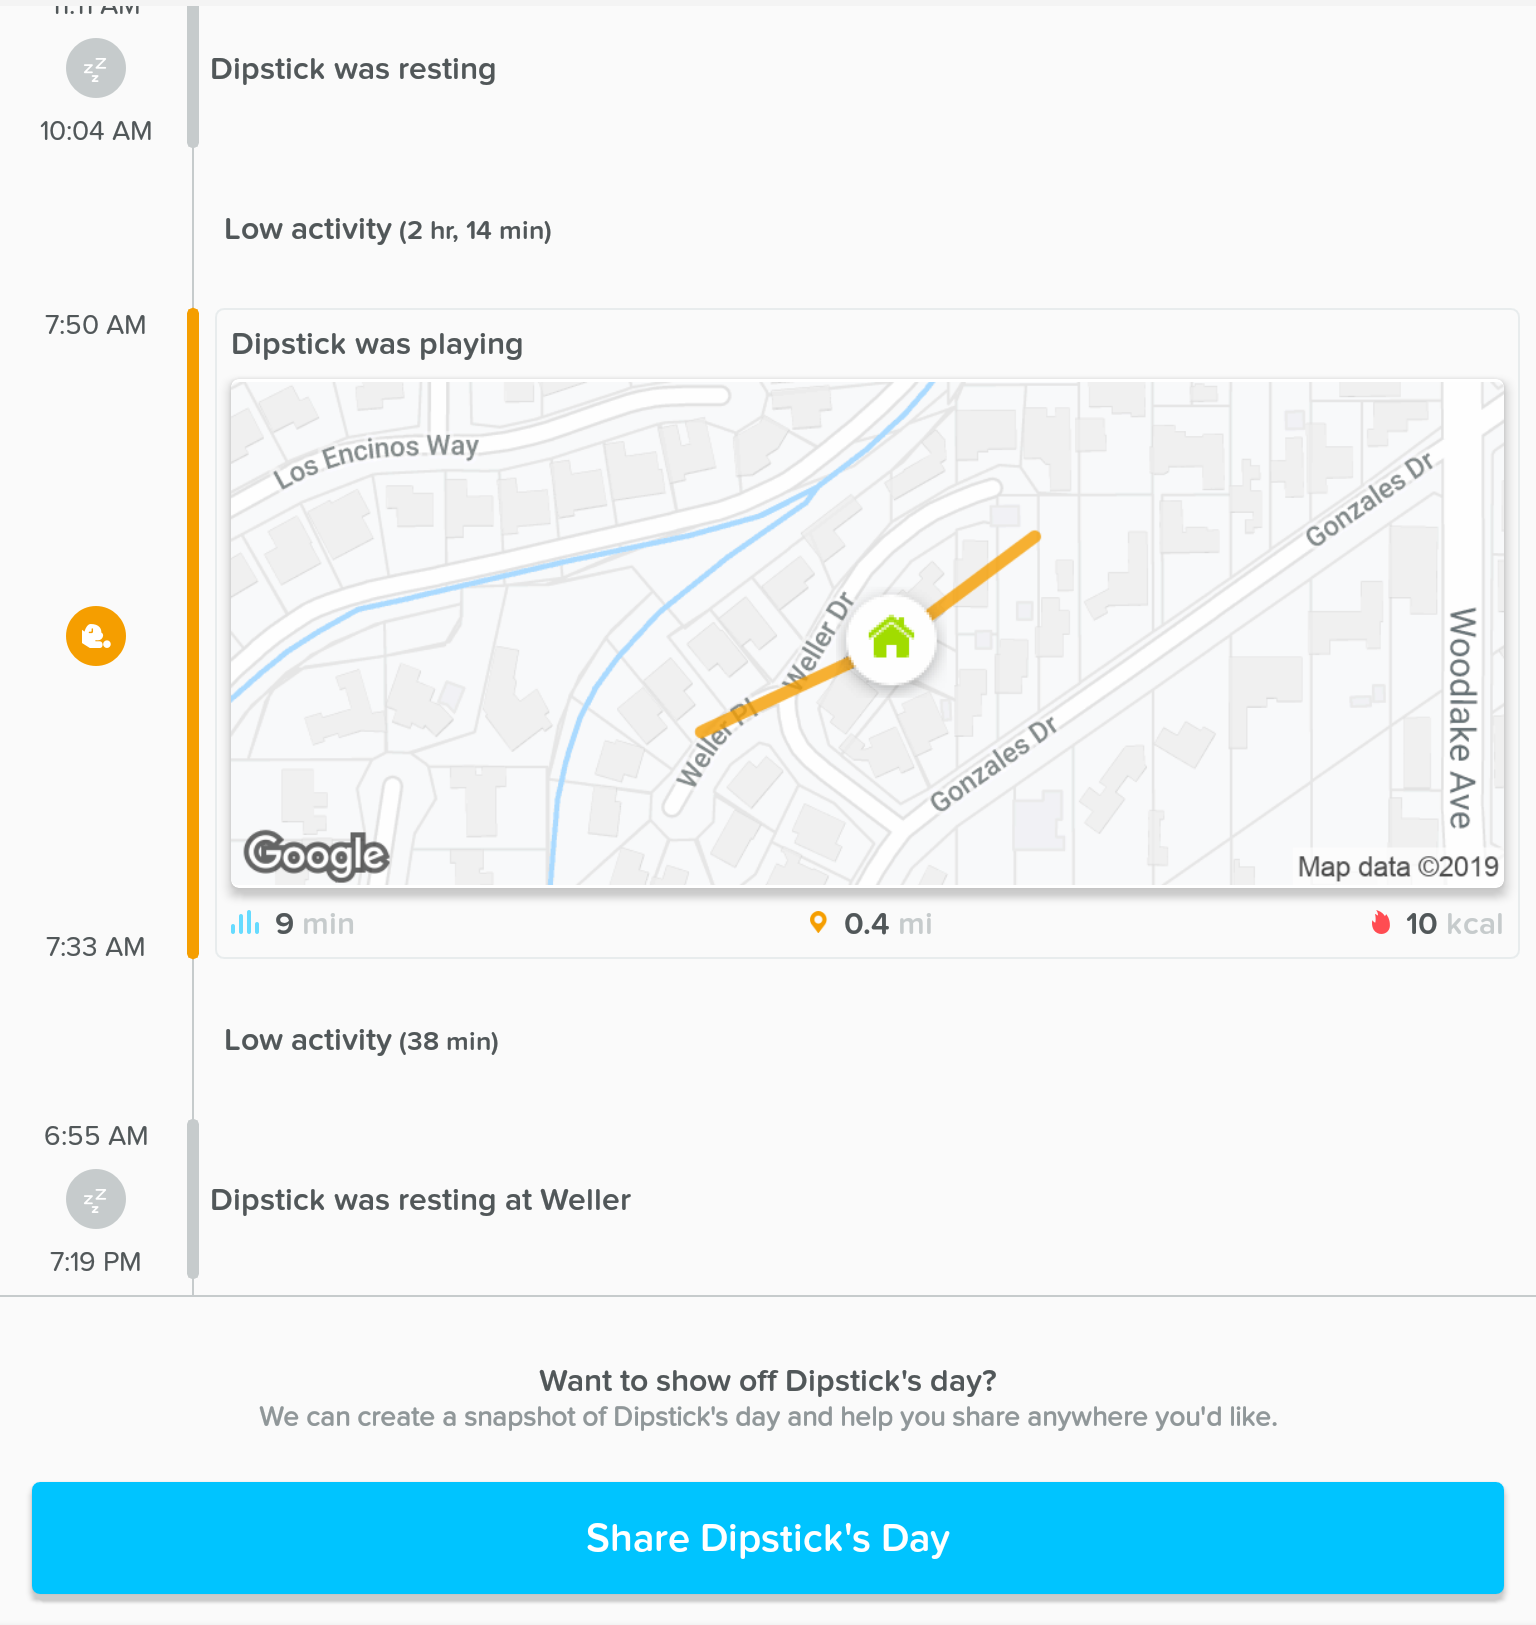 11:11 AM
Dipstick was resting
10:04 AM
Low activity (2 hr, 14 min)
7:50 AM
Dipstick was playing
Los Encinos Way
Gonzales Dr
Weller Dr
Woodlake Ave
Weller Pl
Gonzales Dr
Google
Map data ©2019
9 min
0.4 mi
10 kcal
7:33 AM
Low activity (38 min)
6:55 AM
Dipstick was resting at Weller
7:19 PM
Want to show off Dipstick's day?
We can create a snapshot of Dipstick's day and help you share anywhere you'd like.
Share Dipstick's Day